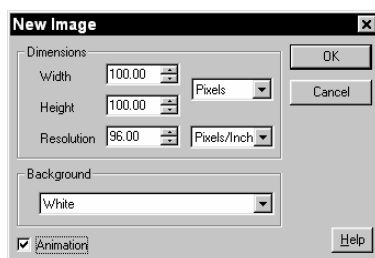 New Image
Dimensions
Width 100.00
Pixels
Height 100.00
Resolution 96.00 Pixels/Inch
Background
White
Animation
OK
Cancel
Help